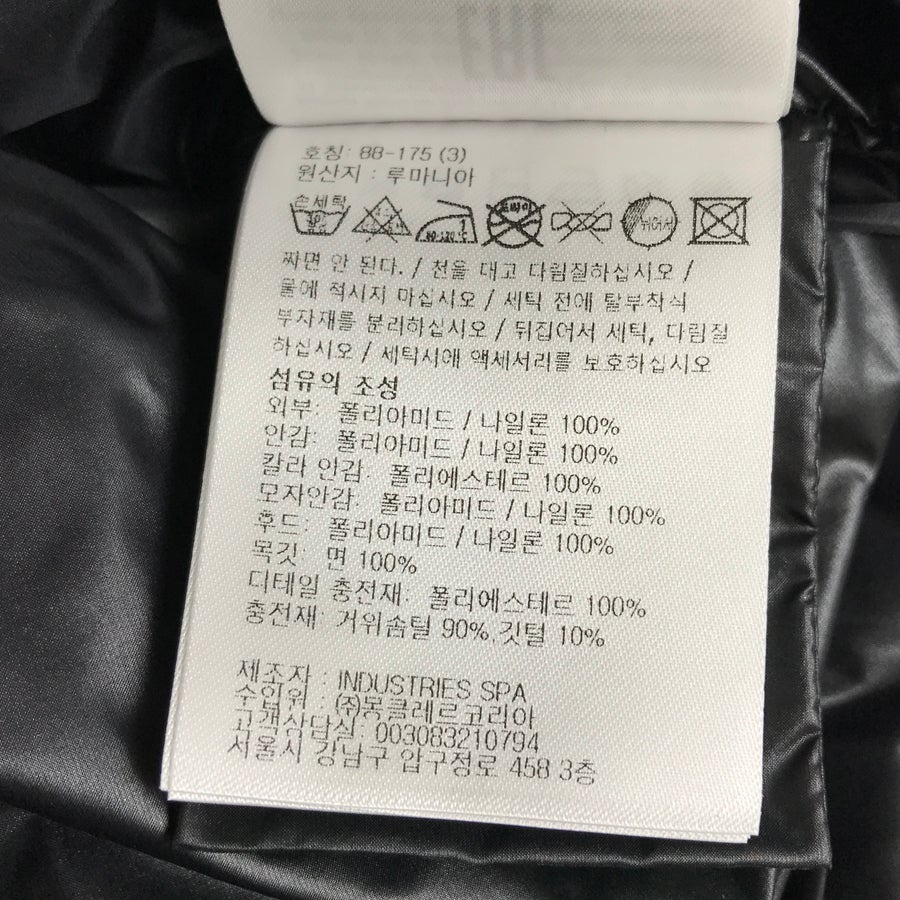 EAC
호칭: 88-175 (3)
원산지 : 루마니아
손세탁 30 80-120℃ 드라이 뉘어서
짜면 안 된다. / 천을 대고 다림질하십시오 /
물에 적시지 마십시오 / 세탁 전에 탈부착식
부자재를 분리하십시오 / 뒤집어서 세탁, 다림질
하십시오 / 세탁시에 액세서리를 보호하십시오
섬유의 조성
외부: 폴리아미드 / 나일론 100%
안감: 폴리아미드 / 나일론 100%
칼라 안감: 폴리에스테르 100%
모자안감: 폴리아미드 / 나일론 100%
후드: 폴리아미드 / 나일론 100%
목깃: 면 100%
디테일 충전재: 폴리에스테르 100%
충전재: 거위솜털 90%,깃털 10%
제조자 : INDUSTRIES SPA
수입원 : ㈜몽클레르코리아
고객상담실: 003083210794
서울시 강남구 압구정로 458 3층